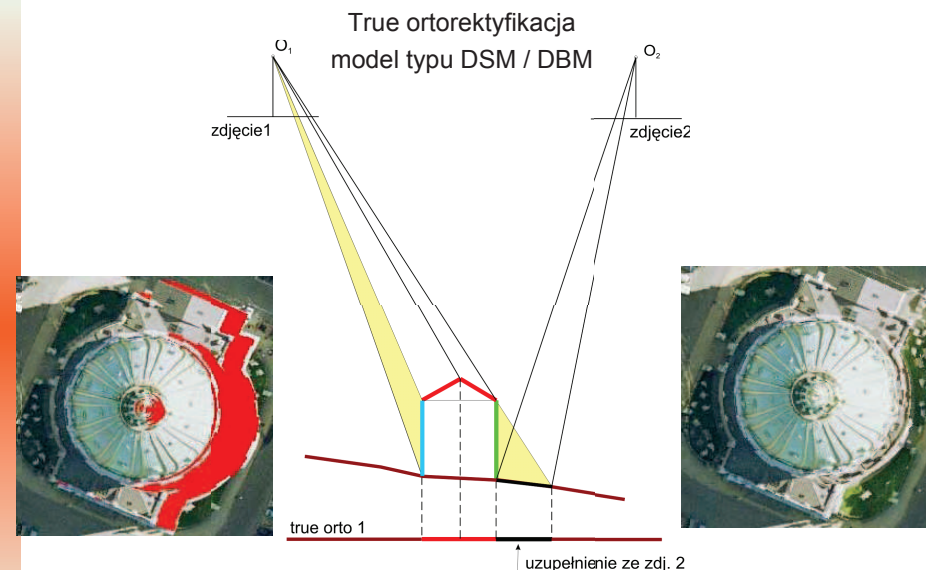 True ortorektyfikacja
model typu DSM / DBM
O₁
O₂
zdjęcie1
zdjęcie2
true orto 1
uzupełnienie ze zdj. 2